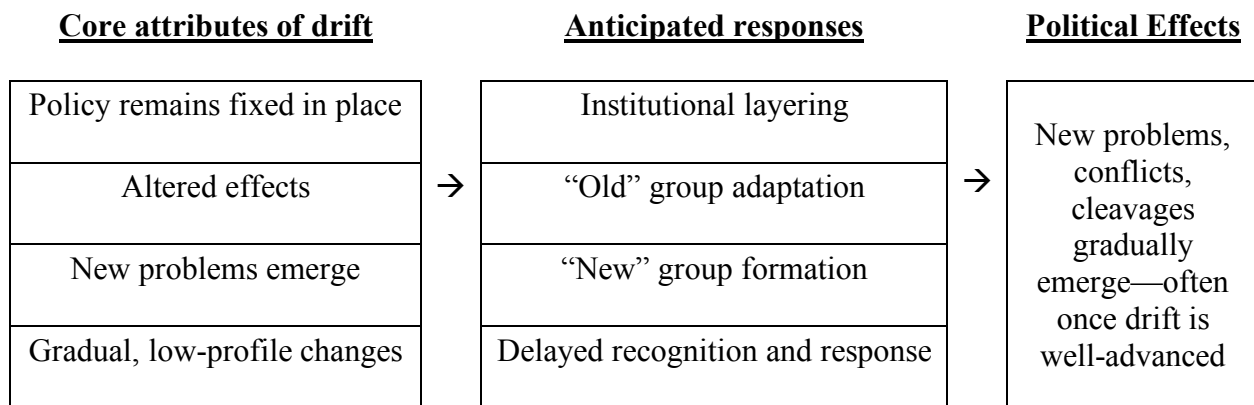 Core attributes of drift
Anticipated responses
Political Effects
Policy remains fixed in place
Altered effects
New problems emerge
Gradual, low-profile changes
→
Institutional layering
“Old” group adaptation
“New” group formation
Delayed recognition and response
→
New problems,
conflicts,
cleavages
gradually
emerge—often
once drift is
well-advanced